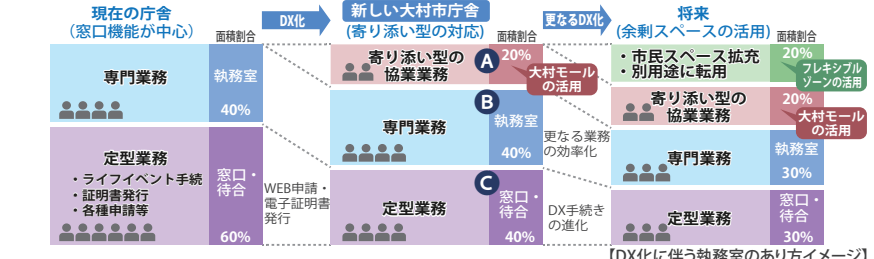 現在の庁舎
(窓口機能が中心)
面積割合
専門業務
執務室
40%
定型業務
・ライフイベント手続
・証明書発行
・各種申請等
窓口・
待合
60%
DX化
WEB申請・
電子証明書
発行
新しい大村市庁舎
(寄り添い型の対応)
面積割合
寄り添い型の
協業業務
A
20%
大村モール
の活用
B
専門業務
執務室
40%
C
定型業務
窓口・
待合
40%
更なるDX化
更なる業務
の効率化
DX手続き
の進化
将来
(余剰スペースの活用)
面積割合
・市民スペース拡充
・別用途に転用
20%
フレキシブル
ゾーンの活用
寄り添い型の
協業業務
20%
大村モール
の活用
専門業務
執務室
30%
定型業務
窓口・
待合
30%
【DX化に伴う執務室のあり方イメージ】